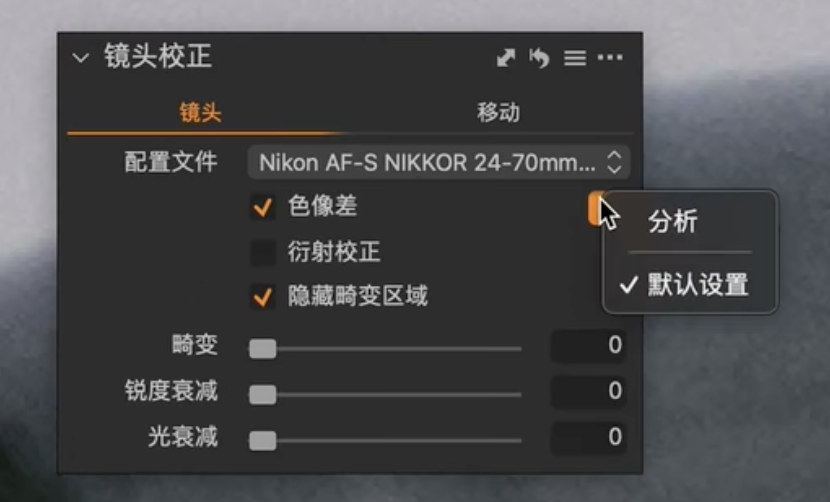 镜头校正
镜头 移动
配置文件 Nikon AF-S NIKKOR 24-70mm...
色像差
分析
衍射校正
默认设置
隐藏畸变区域
畸变 0
锐度衰减 0
光衰减 0